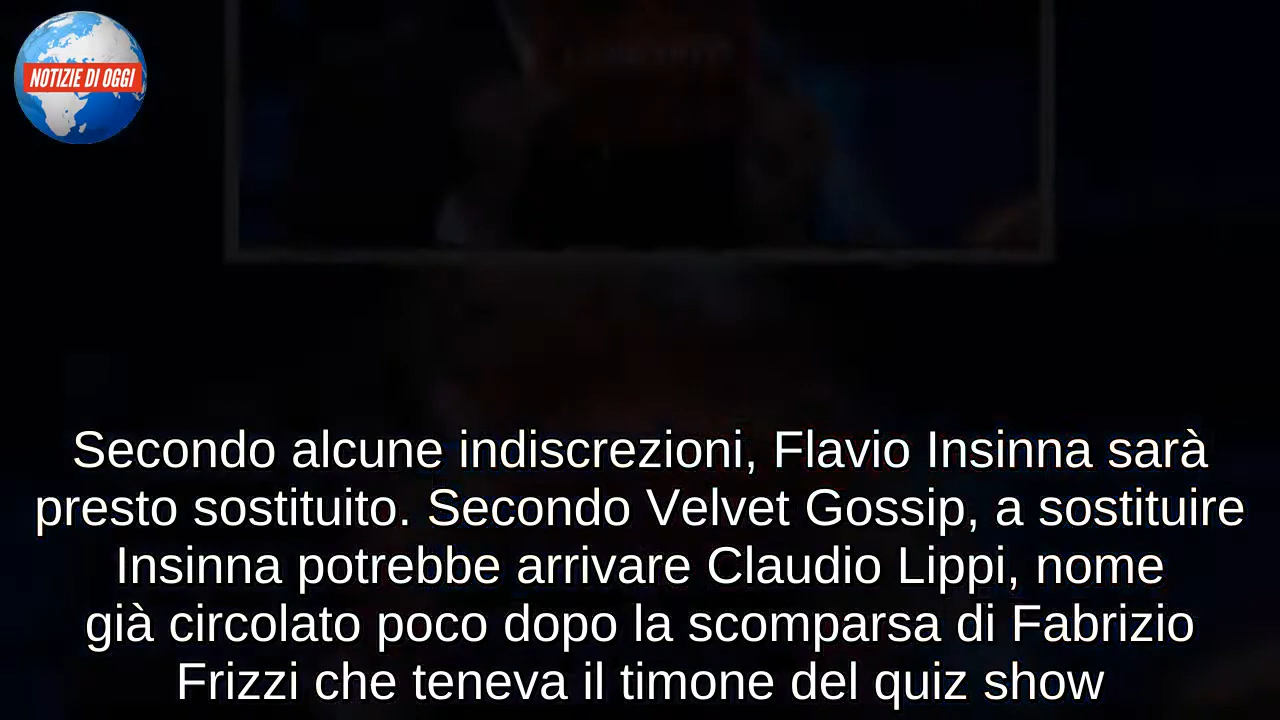 NOTIZIE DI OGGI
Secondo alcune indiscrezioni, Flavio Insinna sarà
presto sostituito. Secondo Velvet Gossip, a sostituire
Insinna potrebbe arrivare Claudio Lippi, nome
già circolato poco dopo la scomparsa di Fabrizio
Frizzi che teneva il timone del quiz show